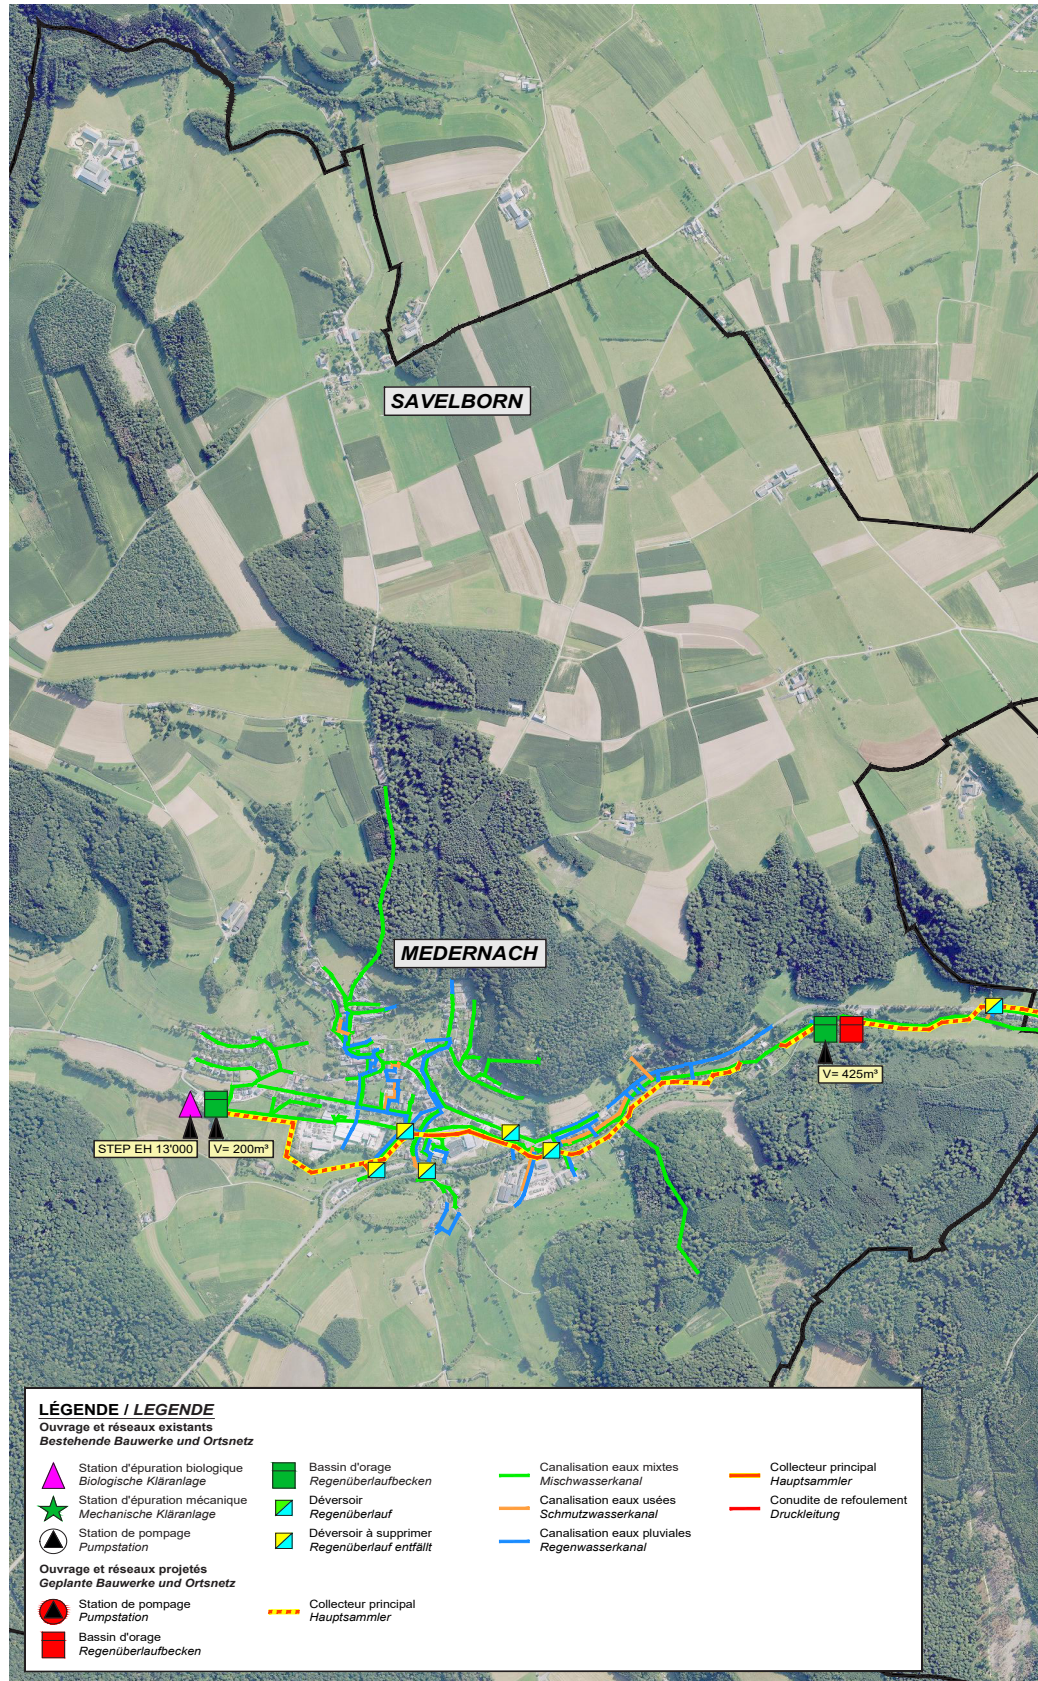 SAVELBORN
MEDERNACH
V= 425m³
STEP EH 13'000
V= 200m³
LÉGENDE / LEGENDE
Ouvrage et réseaux existants
Bestehende Bauwerke und Ortsnetz
Station d'épuration biologique
Biologische Kläranlage
Station d'épuration mécanique
Mechanische Kläranlage
Station de pompage
Pumpstation
Bassin d'orage
Regenüberlaufbecken
Déversoir
Regenüberlauf
Déversoir à supprimer
Regenüberlauf entfällt
Canalisation eaux mixtes
Mischwasserkanal
Canalisation eaux usées
Schmutzwasserkanal
Canalisation eaux pluviales
Regenwasserkanal
Collecteur principal
Hauptsammler
Conudite de refoulement
Druckleitung
Ouvrage et réseaux projetés
Geplante Bauwerke und Ortsnetz
Station de pompage
Pumpstation
Bassin d'orage
Regenüberlaufbecken
Collecteur principal
Hauptsammler